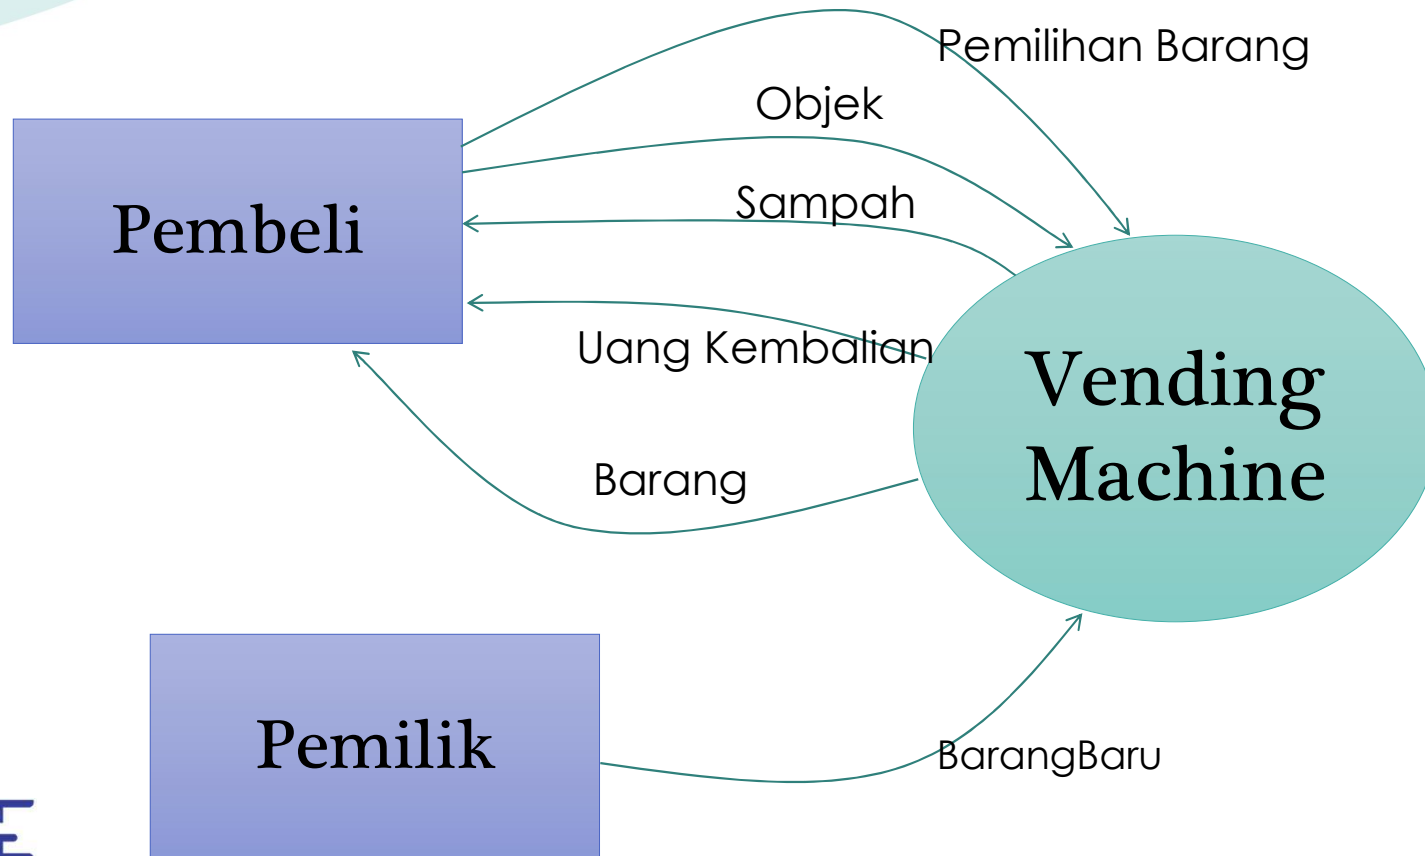 Pemilihan Barang
Objek
Sampah
Pembeli
Uang Kembalian
Vending
Machine
Barang
Pemilik
BarangBaru